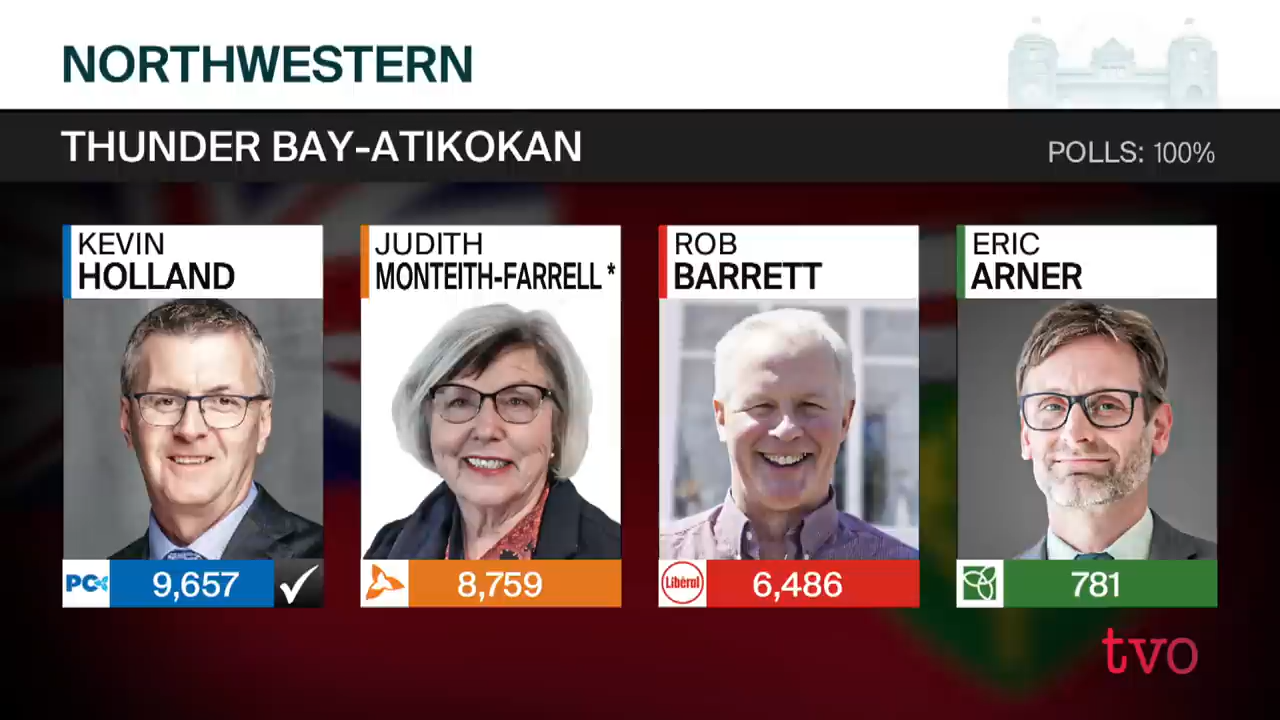 NORTHWESTERN
THUNDER BAY-ATIKOKAN
POLLS: 100%
KEVIN
HOLLAND
JUDITH
MONTEITH-FARRELL *
ROB
BARRETT
ERIC
ARNER
PC
9,657
8,759
Libéral
6,486
781
tvo